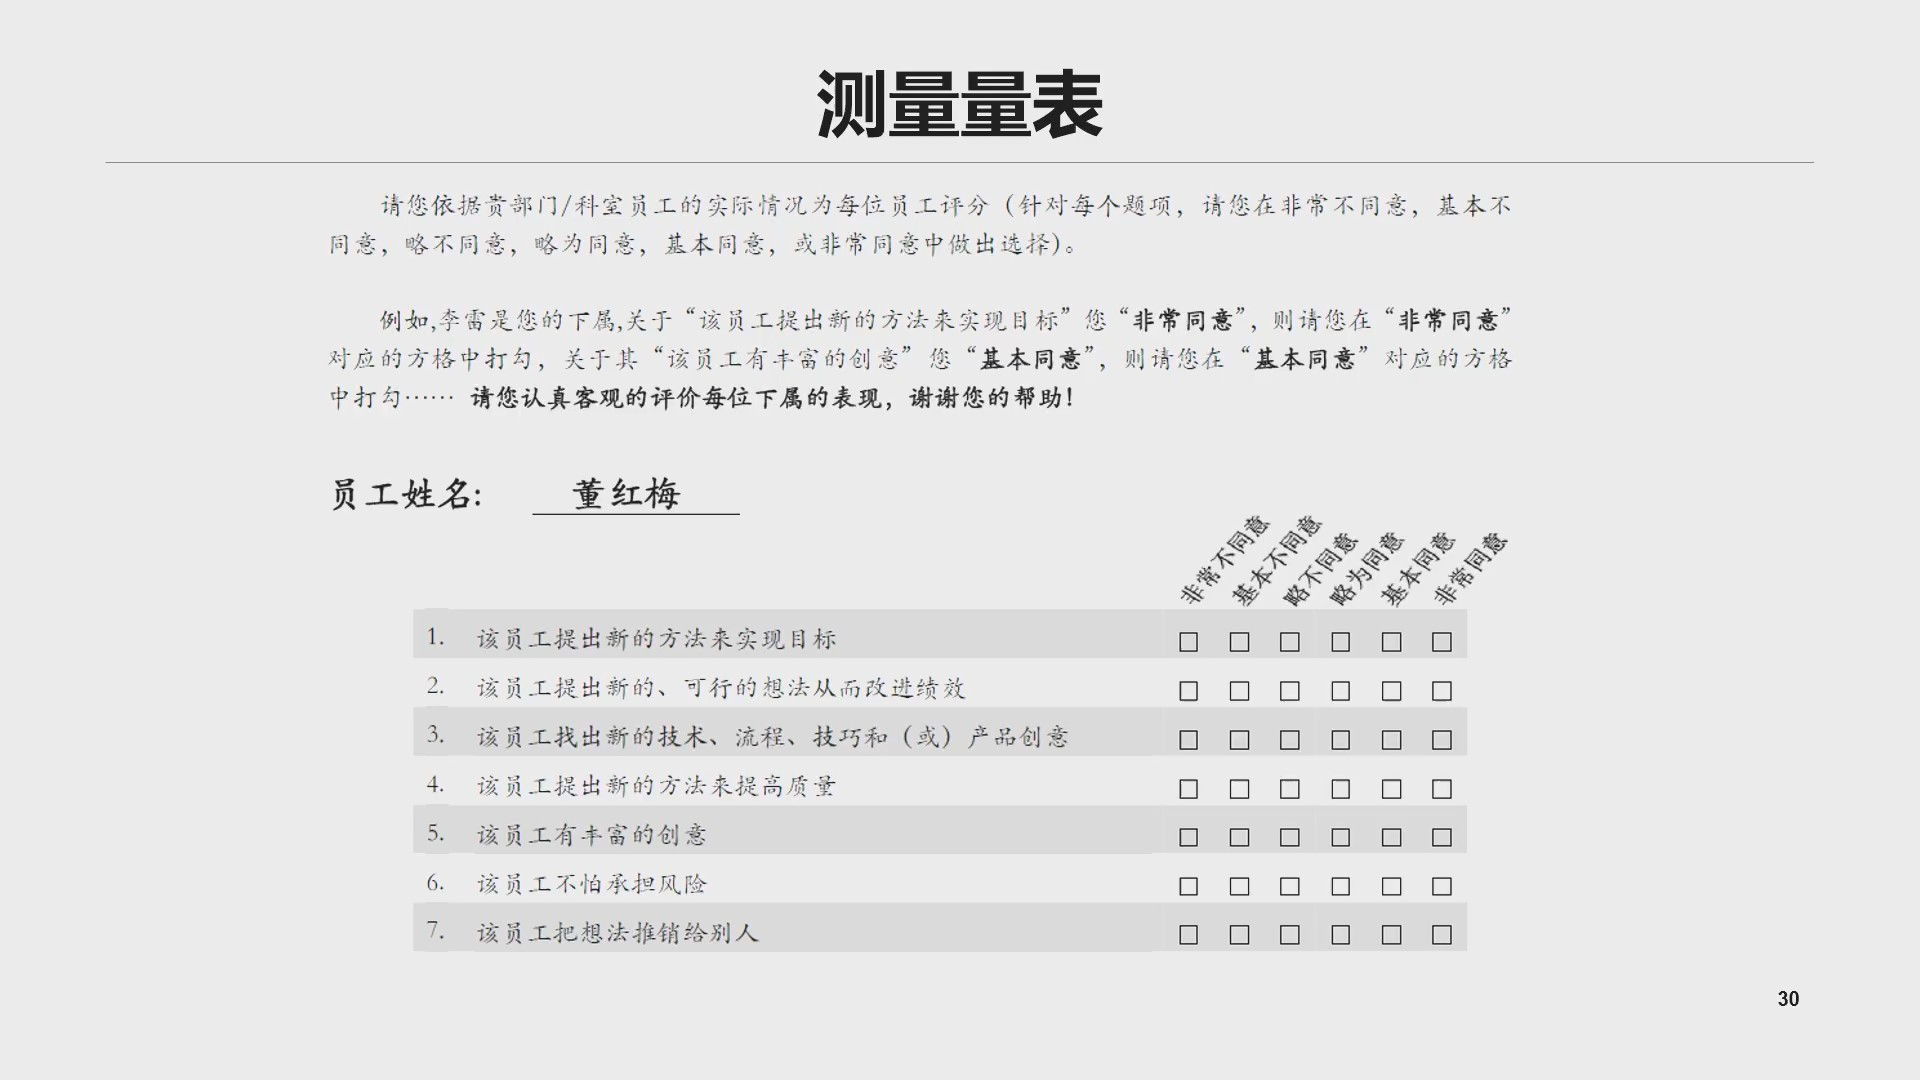 测量量表
请您依据贵部门/科室员工的实际情况为每位员工评分（针对每个题项，请您在非常不同意，基本不
同意，略不同意，略为同意，基本同意，或非常同意中做出选择)。
例如,李雷是您的下属,关于“该员工提出新的方法来实现目标”您“非常同意”，则请您在“非常同意”
对应的方格中打勾，关于其“该员工有丰富的创意”您“基本同意”，则请您在“基本同意”对应的方格
中打勾…… 请您认真客观的评价每位下属的表现，谢谢您的帮助！
员工姓名: 董红梅
非常不同意 基本不同意 略不同意 略为同意 基本同意 非常同意
1. 该员工提出新的方法来实现目标 □ □ □ □ □ □
2. 该员工提出新的、可行的想法从而改进绩效 □ □ □ □ □ □
3. 该员工找出新的技术、流程、技巧和（或）产品创意 □ □ □ □ □ □
4. 该员工提出新的方法来提高质量 □ □ □ □ □ □
5. 该员工有丰富的创意 □ □ □ □ □ □
6. 该员工不怕承担风险 □ □ □ □ □ □
7. 该员工把想法推销给别人 □ □ □ □ □ □
30